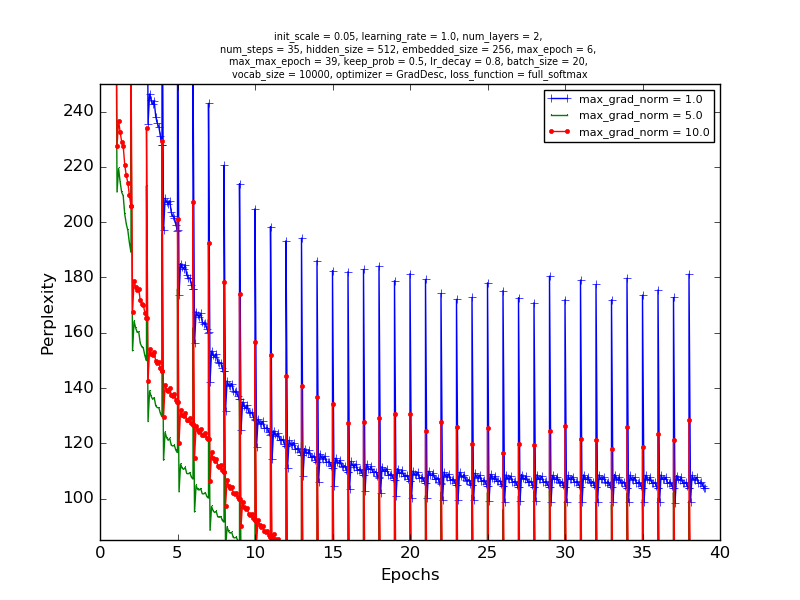 init_scale = 0.05, learning_rate = 1.0, num_layers = 2,
num_steps = 35, hidden_size = 512, embedded_size = 256, max_epoch = 6,
max_max_epoch = 39, keep_prob = 0.5, lr_decay = 0.8, batch_size = 20,
vocab_size = 10000, optimizer = GradDesc, loss_function = full_softmax
max_grad_norm = 1.0
max_grad_norm = 5.0
max_grad_norm = 10.0
240
220
200
180
160
140
120
100
Perplexity
0 5 10 15 20 25 30 35 40
Epochs